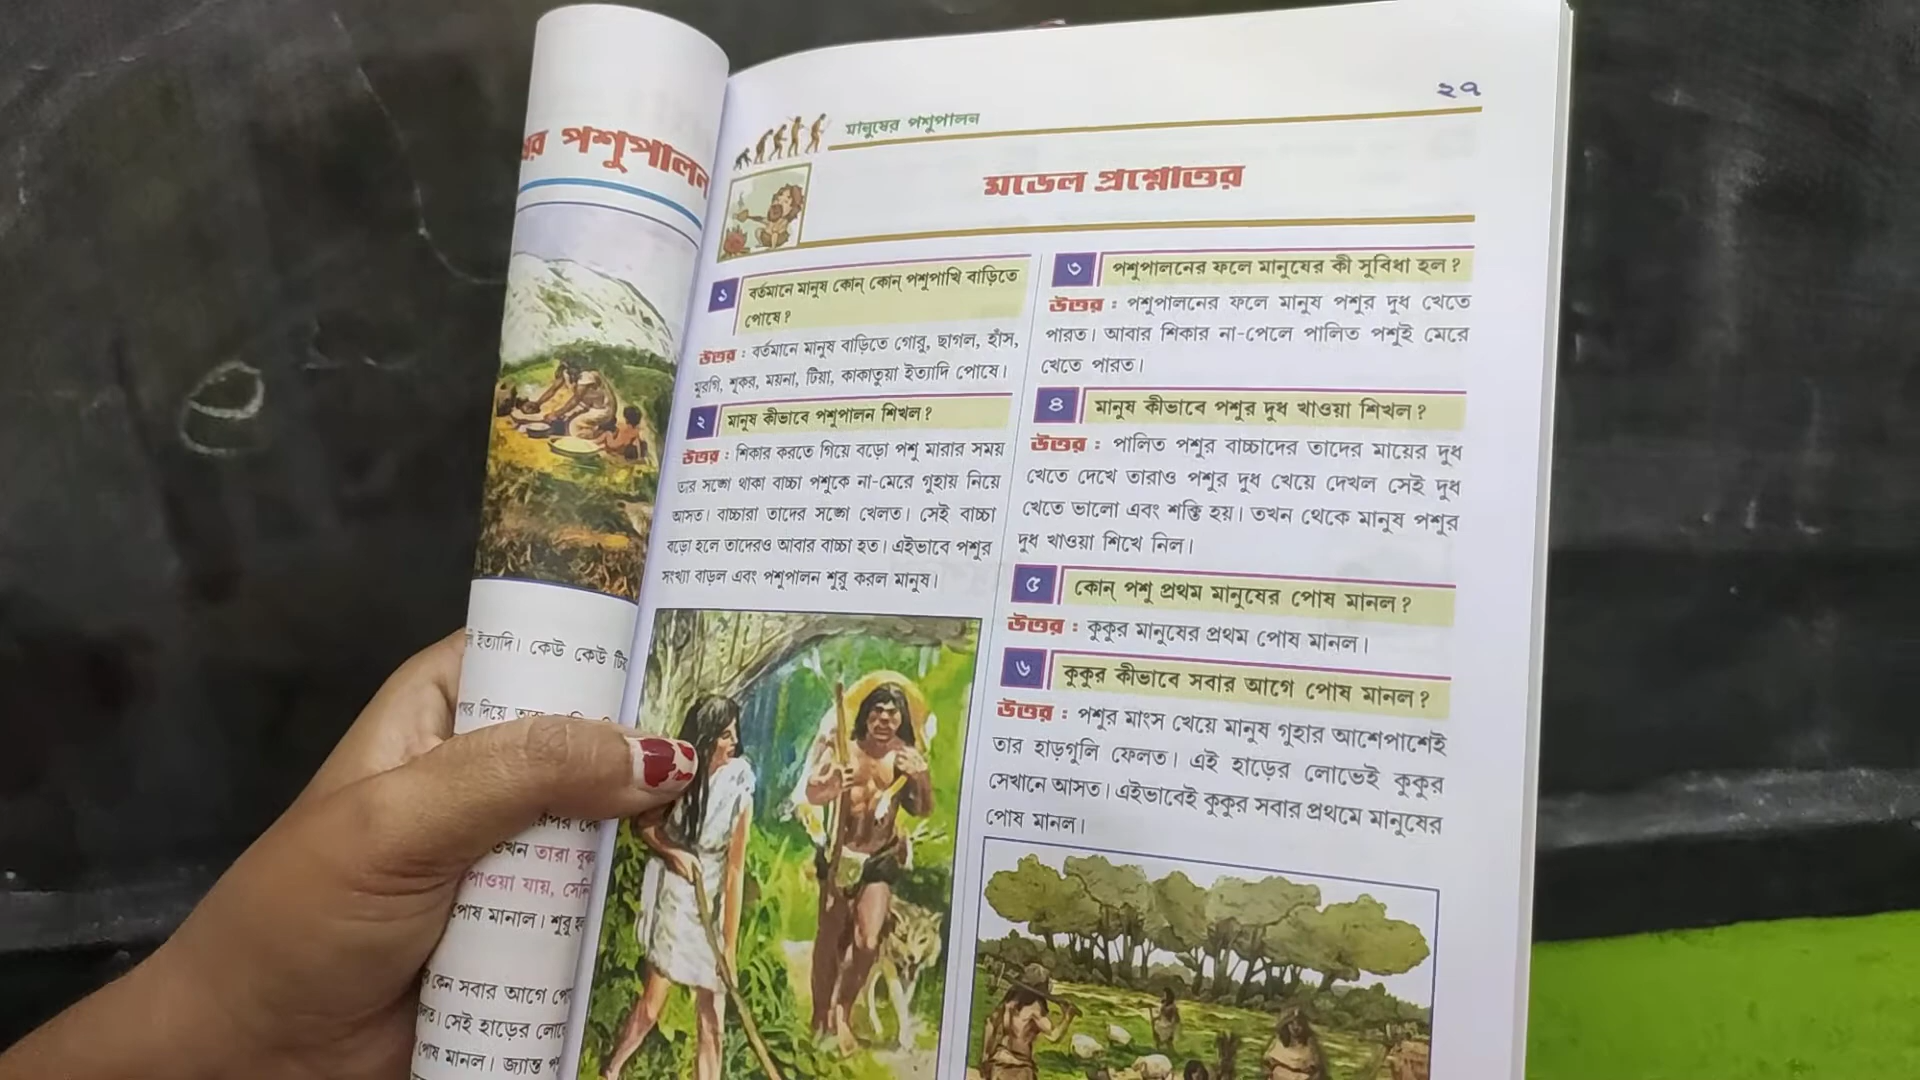 পশুপালন
ইত্যাদি। কেউ কেউ
দিয়ে
তখন তারা
পাওয়া যায়,
পোষ মানাল। শুরু
কেন সবার আগে
সেই হাড়ের
পোষ মানল। জ্যান্ত
২৭
মানুষের পশুপালন
মডেল প্রশ্নোত্তর
১ বর্তমানে মানুষ কোন্ কোন্ পশুপাখি বাড়িতে
পোষে?
উত্তর : বর্তমানে মানুষ বাড়িতে গোরু, ছাগল, হাঁস,
মুরগি, শূকর, ময়না, টিয়া, কাকাতুয়া ইত্যাদি পোষে।
২ মানুষ কীভাবে পশুপালন শিখল?
উত্তর : শিকার করতে গিয়ে বড়ো পশু মারার সময়
তার সঙ্গে থাকা বাচ্চা পশুকে না-মেরে গুহায় নিয়ে
আসত। বাচ্চারা তাদের সঙ্গে খেলত। সেই বাচ্চা
বড়ো হলে তাদেরও আবার বাচ্চা হত। এইভাবে পশুর
সংখ্যা বাড়ল এবং পশুপালন শুরু করল মানুষ।
৩ পশুপালনের ফলে মানুষের কী সুবিধা হল?
উত্তর : পশুপালনের ফলে মানুষ পশুর দুধ খেতে
পারত। আবার শিকার না-পেলে পালিত পশুই মেরে
খেতে পারত।
৪ মানুষ কীভাবে পশুর দুধ খাওয়া শিখল?
উত্তর : পালিত পশুর বাচ্চাদের তাদের মায়ের দুধ
খেতে দেখে তারাও পশুর দুধ খেয়ে দেখল সেই দুধ
খেতে ভালো এবং শক্তি হয়। তখন থেকে মানুষ পশুর
দুধ খাওয়া শিখে নিল।
৫ কোন্ পশু প্রথম মানুষের পোষ মানল?
উত্তর : কুকুর মানুষের প্রথম পোষ মানল।
৬ কুকুর কীভাবে সবার আগে পোষ মানল?
উত্তর : পশুর মাংস খেয়ে মানুষ গুহার আশেপাশেই
তার হাড়গুলি ফেলত। এই হাড়ের লোভেই কুকুর
সেখানে আসত। এইভাবেই কুকুর সবার প্রথমে মানুষের
পোষ মানল।